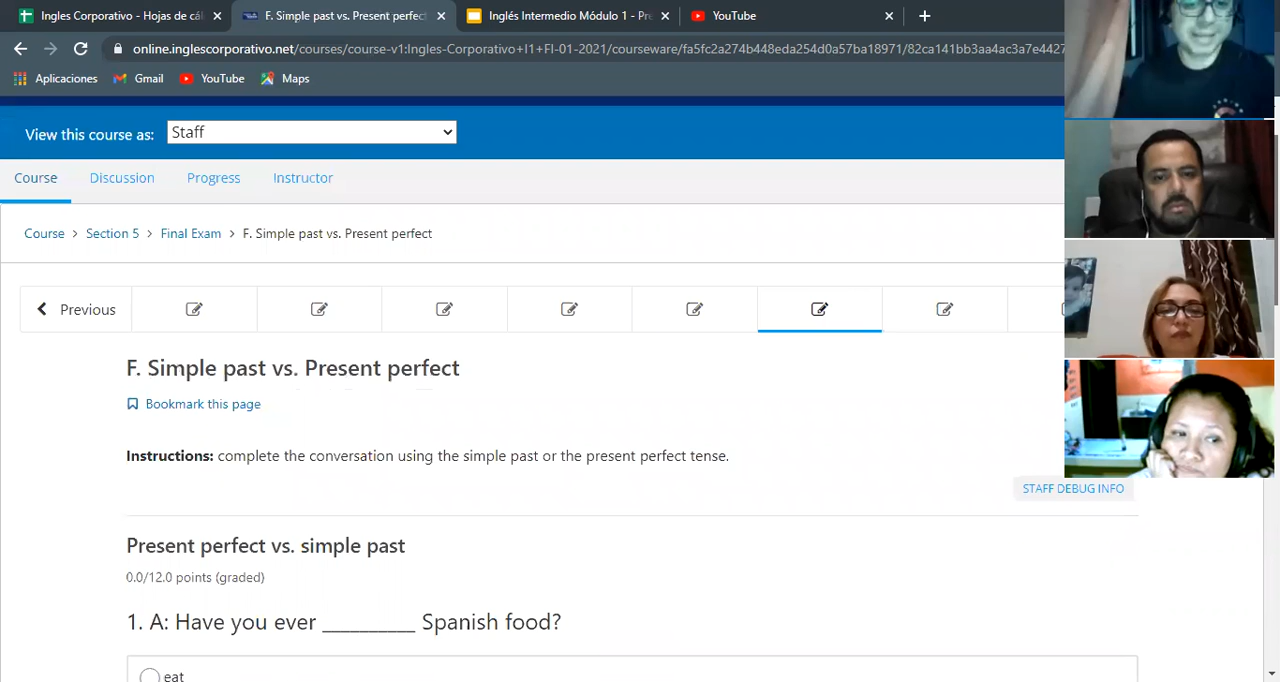 Ingles Corporativo - Hojas de cál
F. Simple past vs. Present perfect
Inglés Intermedio Módulo 1 - Pre
YouTube
online.inglescorporativo.net/courses/course-v1:Ingles-Corporativo+I1+FI-01-2021/courseware/fa5fc2a274b448eda254d0a57ba18971/82ca141bb3aa4ac3a7e4427
Aplicaciones
Gmail
YouTube
Maps
View this course as:
Staff
Course
Discussion
Progress
Instructor
Course > Section 5 > Final Exam > F. Simple past vs. Present perfect
Previous
F. Simple past vs. Present perfect
Bookmark this page
Instructions: complete the conversation using the simple past or the present perfect tense.
STAFF DEBUG INFO
Present perfect vs. simple past
0.0/12.0 points (graded)
1. A: Have you ever __________ Spanish food?
eat